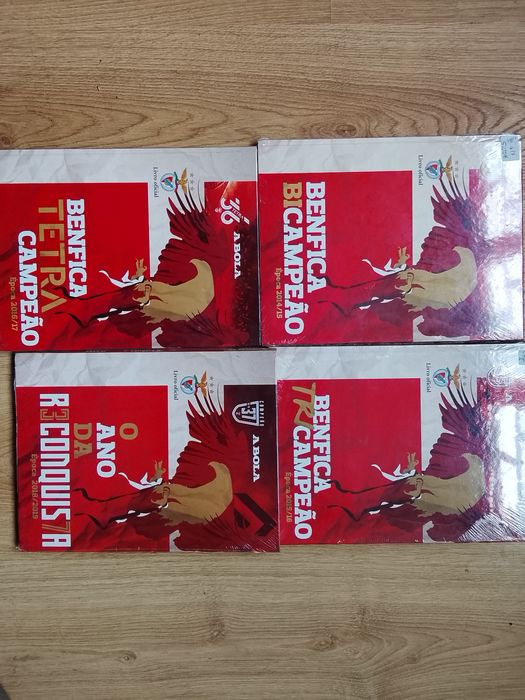 Livro oficial
36
A BOLA
BENFICA
TETRA
CAMPEÃO
Época 2016/17
Livro oficial
BENFICA
BICAMPEÃO
Época 2014/15
Livro oficial
CAMPEÃO
37
A BOLA
O
ANO
DA
R3CONQUIS7A
Época 2018/2019
Livro oficial
BENFICA
TRICAMPEÃO
Época 2015/16